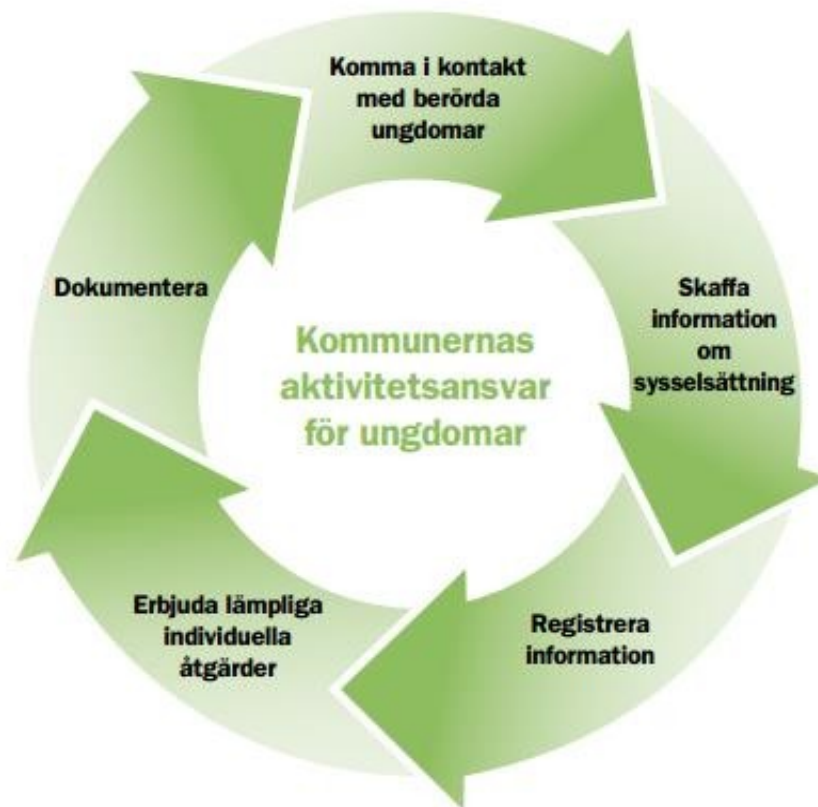 Komma i kontakt
med berörda
ungdomar
Skaffa
information
om
sysselsättning
Registrera
information
Erbjuda lämpliga
individuella
åtgärder
Dokumentera
Kommunernas
aktivitetsansvar
för ungdomar